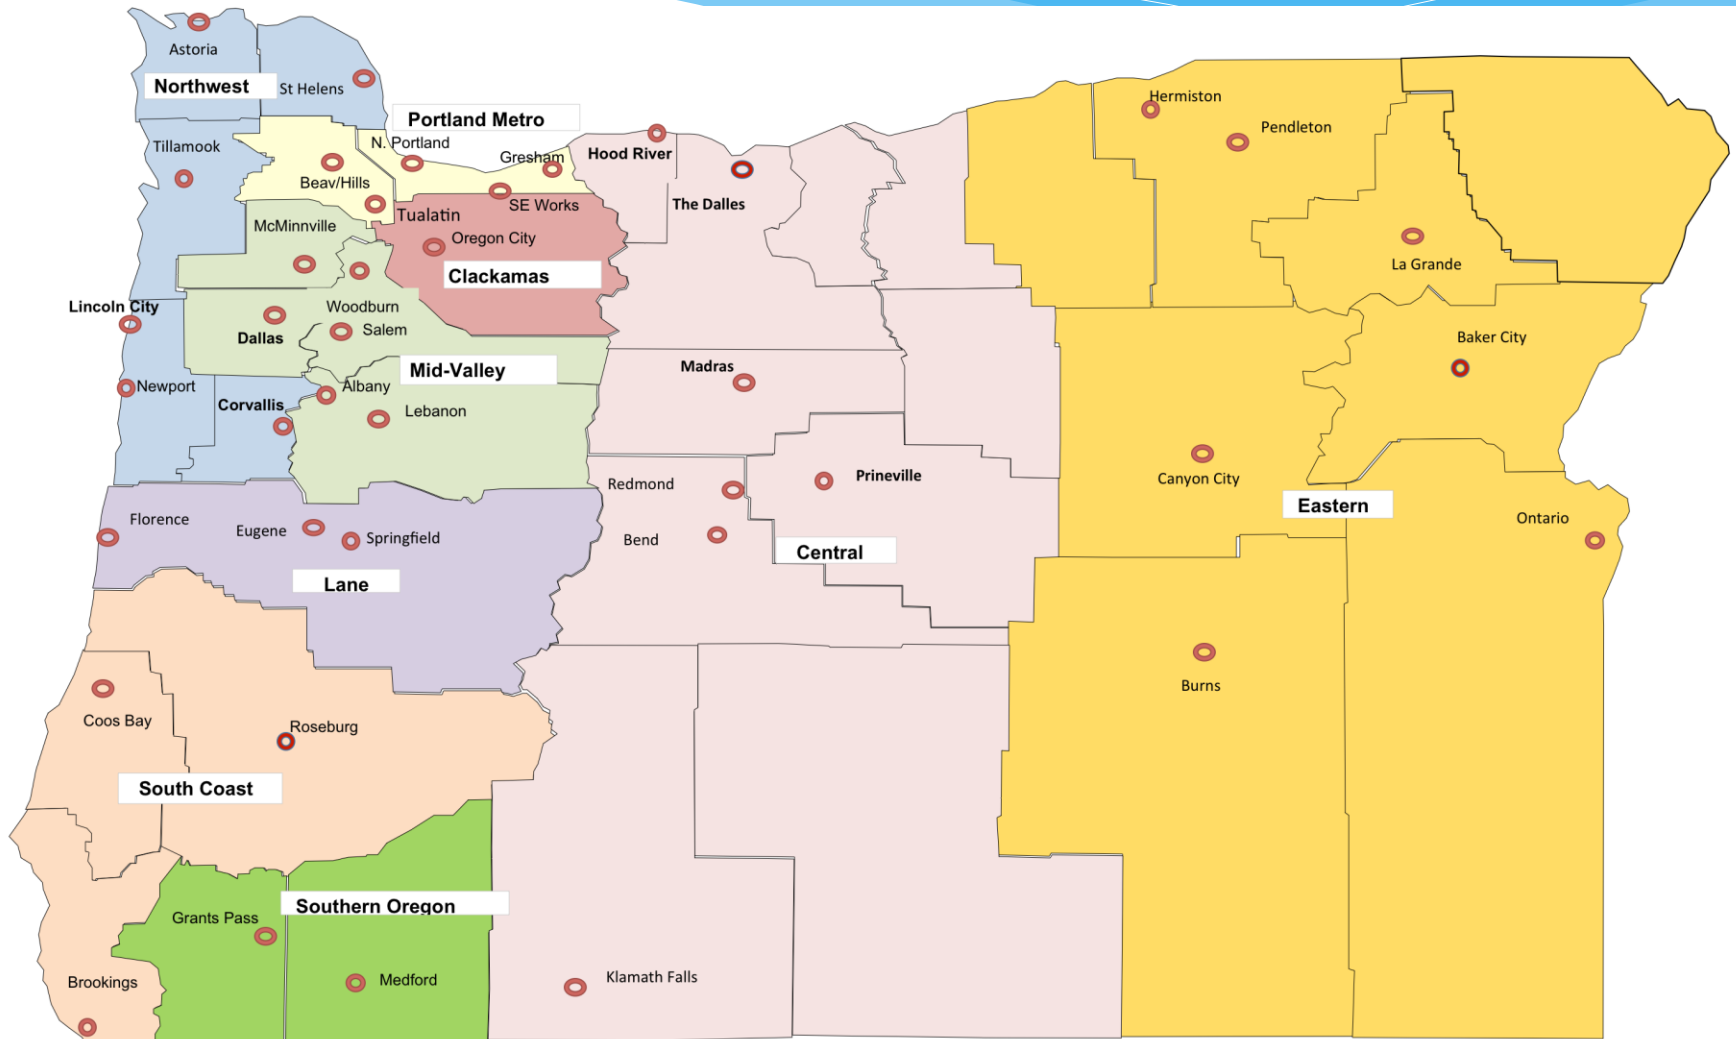 Astoria
Northwest
St Helens
Portland Metro
Hermiston
Pendleton
Tillamook
N. Portland
Gresham
Hood River
Beav/Hills
SE Works
The Dalles
Tualatin
McMinnville
Oregon City
Clackamas
La Grande
Lincoln City
Woodburn
Salem
Dallas
Baker City
Mid-Valley
Madras
Newport
Albany
Corvallis
Lebanon
Redmond
Prineville
Canyon City
Eastern
Florence
Eugene
Springfield
Bend
Central
Ontario
Lane
Burns
Coos Bay
Roseburg
South Coast
Southern Oregon
Grants Pass
Brookings
Medford
Klamath Falls